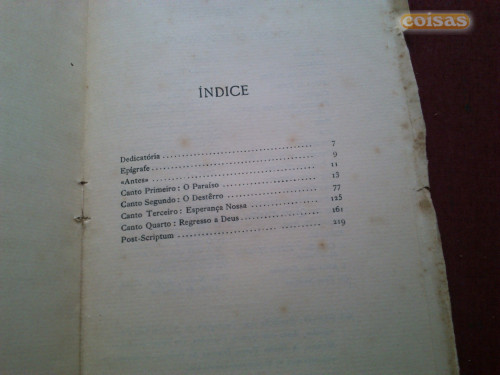 coisas
ÍNDICE
Dedicatória 7
Epígrafe 9
«Antes» 11
Canto Primeiro : O Paraíso 13
Canto Segundo : O Destêrro 77
Canto Terceiro : Esperança Nossa 125
Canto Quarto : Regresso a Deus 161
Post-Scriptum 219